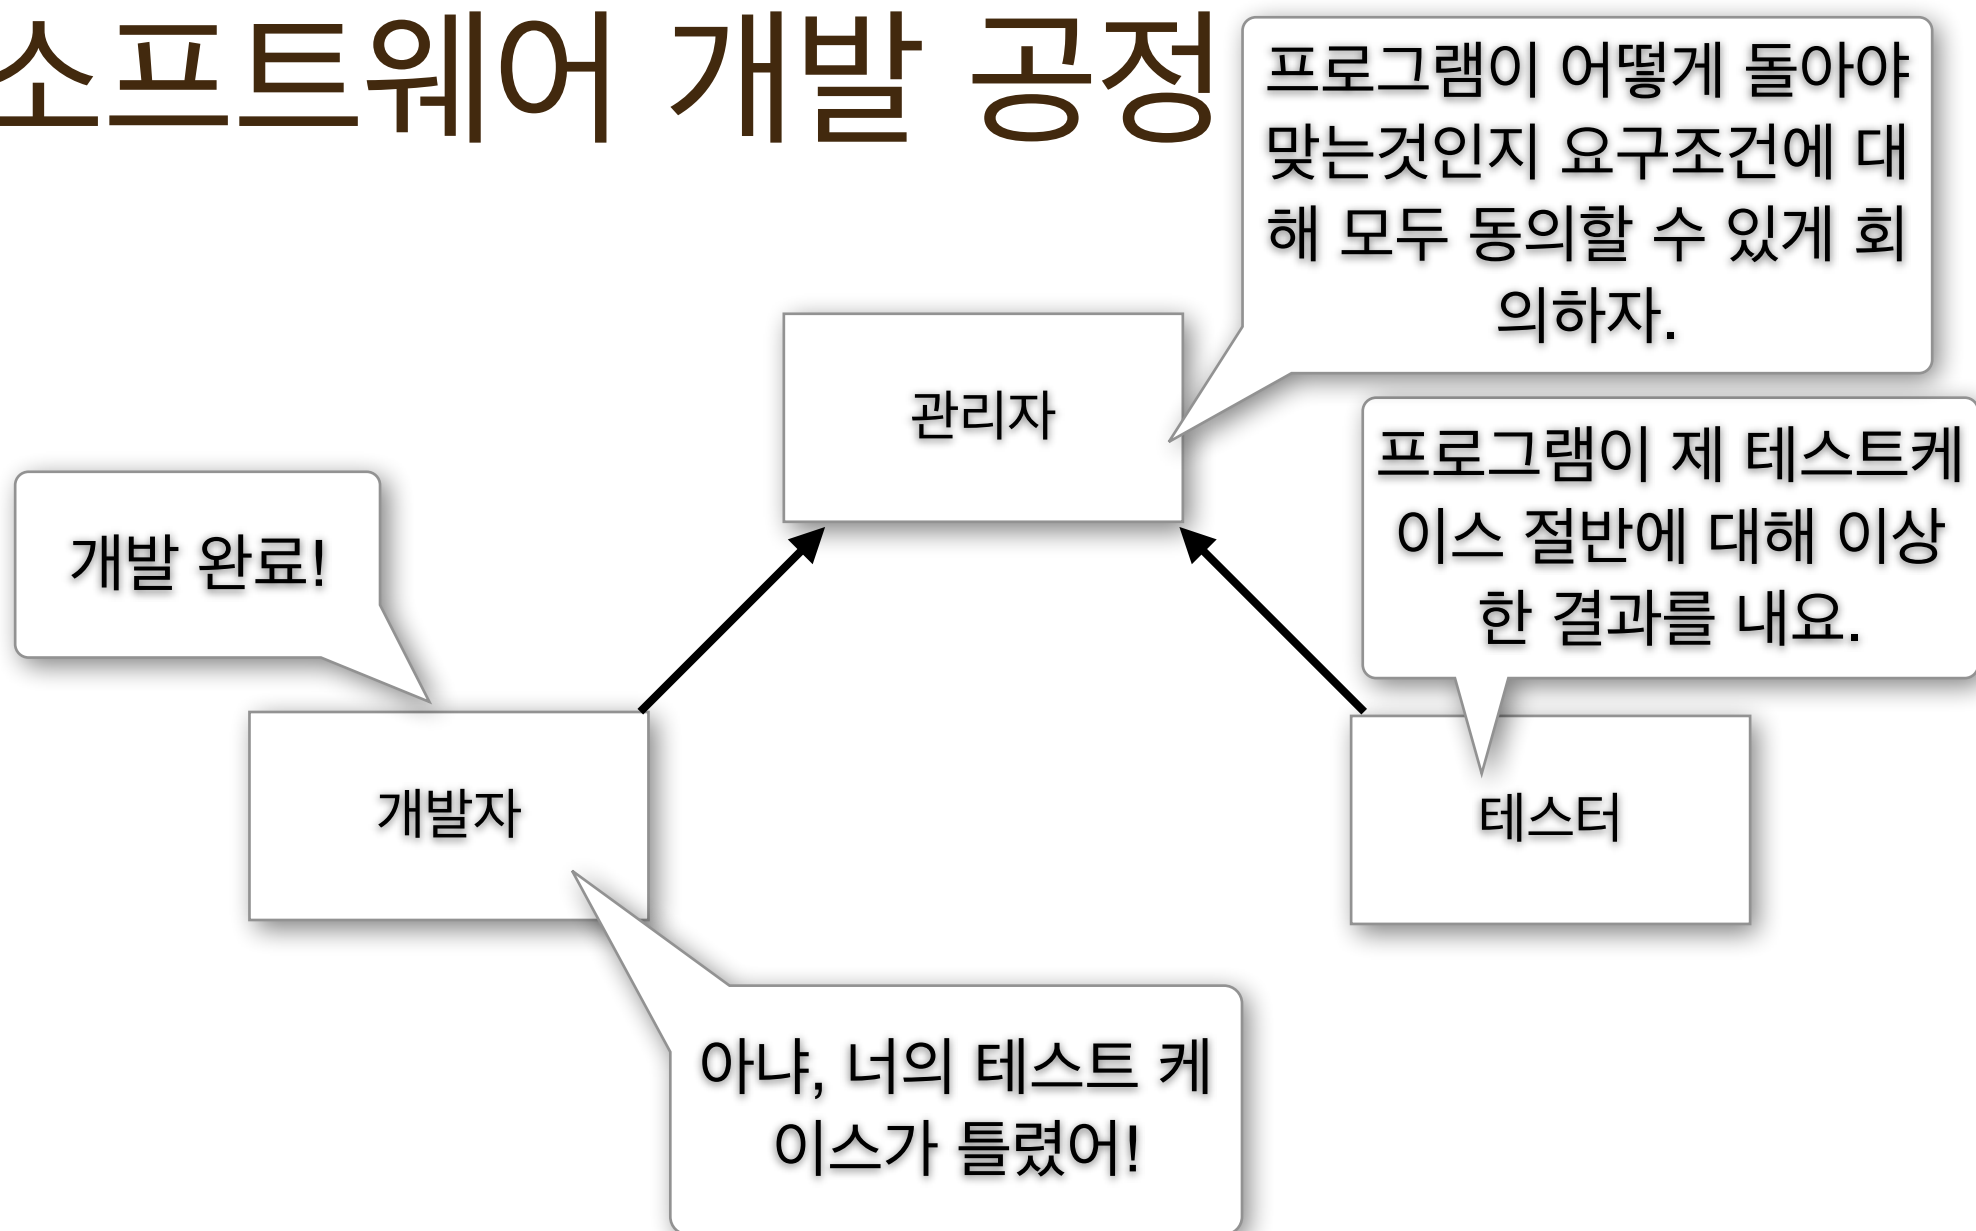 소프트웨어 개발 공정
프로그램이 어떻게 돌아야
맞는것인지 요구조건에 대
해 모두 동의할 수 있게 회
의하자.
관리자
프로그램이 제 테스트케
이스 절반에 대해 이상
한 결과를 내요.
개발 완료!
개발자
테스터
아냐, 너의 테스트 케
이스가 틀렸어!